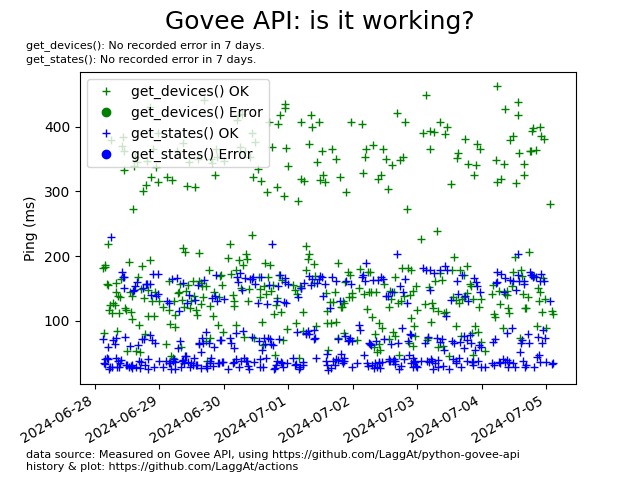 Govee API: is it working?
get_devices(): No recorded error in 7 days.
get_states(): No recorded error in 7 days.
get_devices() OK
get_devices() Error
get_states() OK
get_states() Error
400
300
200
100
Ping (ms)
2024-06-28
2024-06-29
2024-06-30
2024-07-01
2024-07-02
2024-07-03
2024-07-04
2024-07-05
data source: Measured on Govee API, using https://github.com/LaggAt/python-govee-api
history & plot: https://github.com/LaggAt/actions